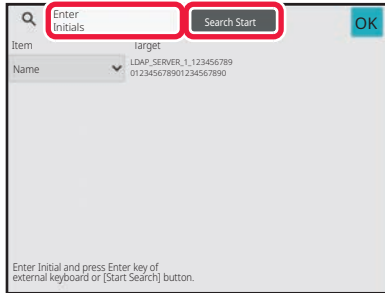 Enter
Initials
Search Start
OK
Item Target
Name
LDAP_SERVER_1_123456789
012345678901234567890
Enter Initial and press Enter key of
external keyboard or [Start Search] button.